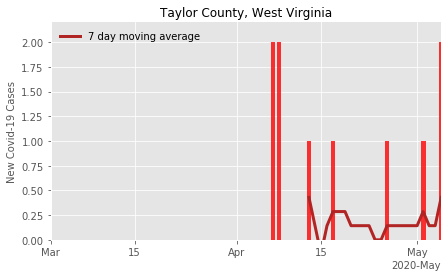 Taylor County, West Virginia
7 day moving average
New Covid-19 Cases
2.00
1.75
1.50
1.25
1.00
0.75
0.50
0.25
0.00
Mar
15
Apr
15
May
2020-May